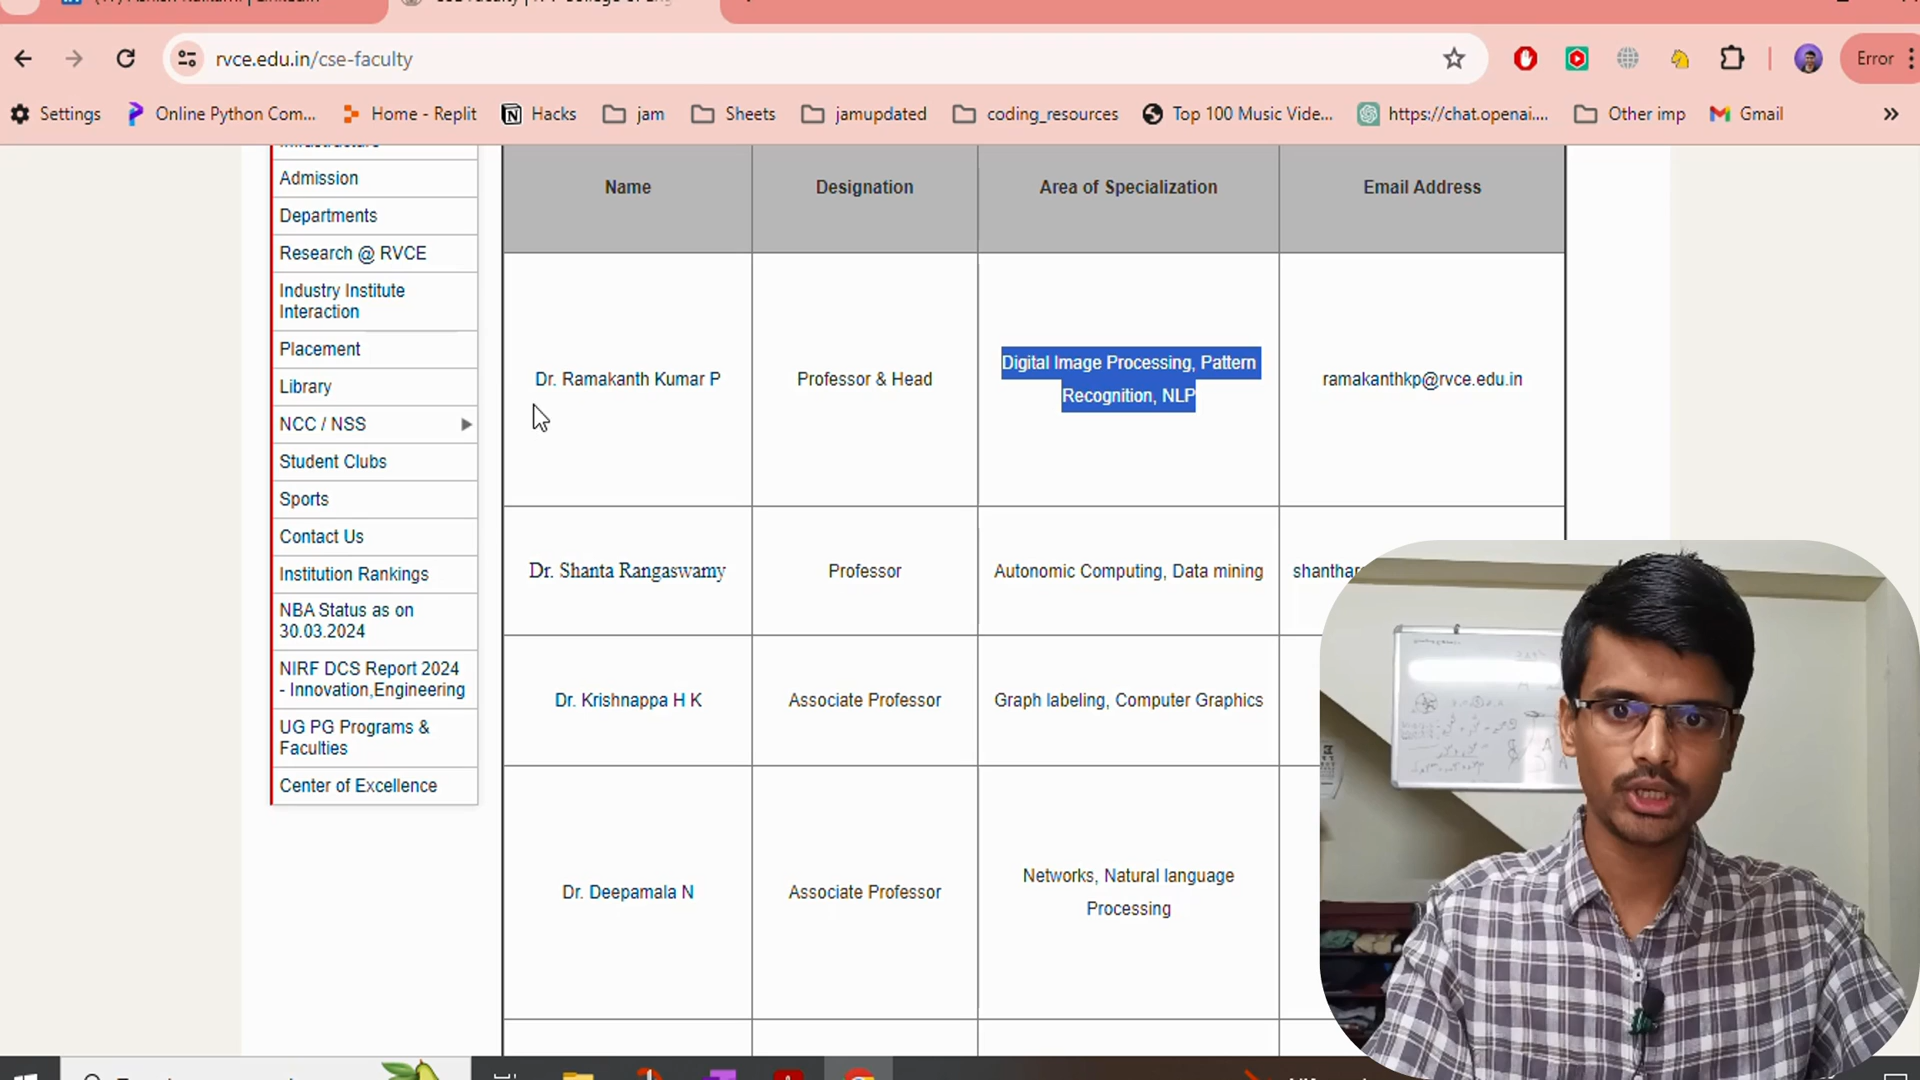 rvce.edu.in/cse-faculty
Error
Settings
Online Python Com...
Home - Replit
Hacks
jam
Sheets
jamupdated
coding_resources
Top 100 Music Vide...
https://chat.openai....
Other imp
Gmail
»
Admission
Departments
Research @ RVCE
Industry Institute
Interaction
Placement
Library
NCC / NSS
Student Clubs
Sports
Contact Us
Institution Rankings
NBA Status as on
30.03.2024
NIRF DCS Report 2024
- Innovation,Engineering
UG PG Programs &
Faculties
Center of Excellence
Name Designation Area of Specialization Email Address
Dr. Ramakanth Kumar P Professor & Head Digital Image Processing, Pattern
Recognition, NLP ramakanthkp@rvce.edu.in
Dr. Shanta Rangaswamy Professor Autonomic Computing, Data mining
Dr. Krishnappa H K Associate Professor Graph labeling, Computer Graphics
Dr. Deepamala N Associate Professor Networks, Natural language
Processing